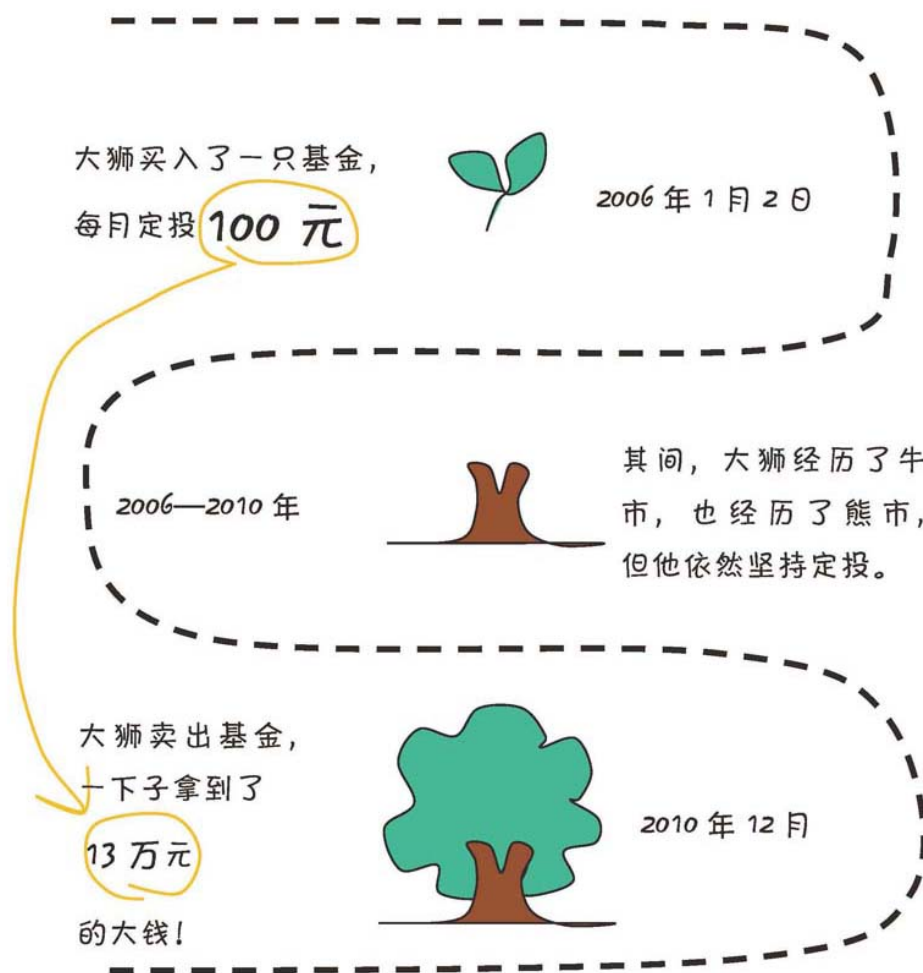 大狮买入了一只基金，
每月定投 100 元
2006 年 1 月 2 日
2006—2010 年
其间，大狮经历了牛
市，也经历了熊市，
但他依然坚持定投。
大狮卖出基金，
一下子拿到了
13 万元
的大钱！
2010 年 12 月